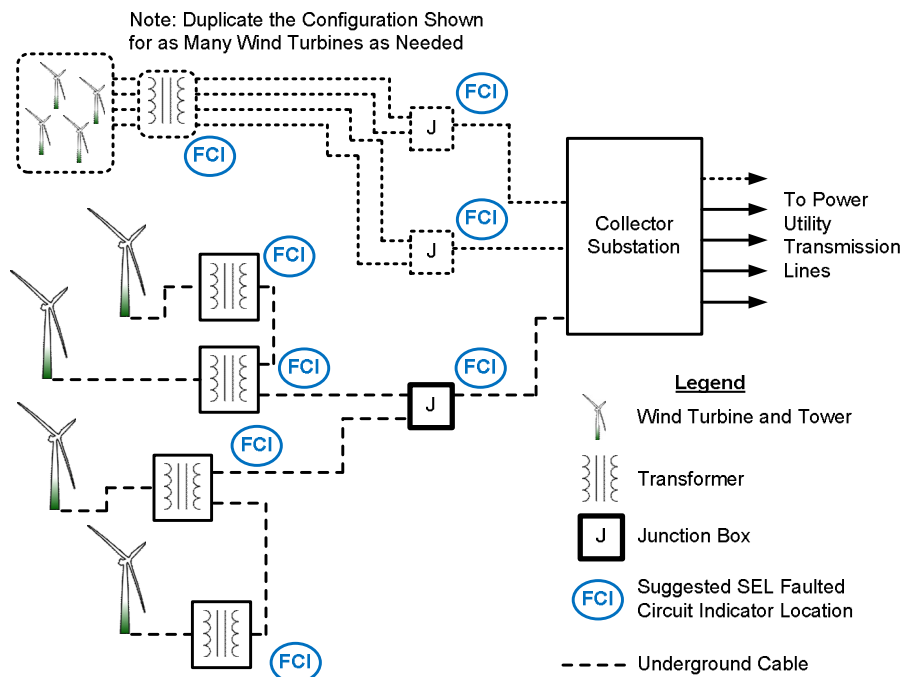 Note: Duplicate the Configuration Shown
for as Many Wind Turbines as Needed
FCI
FCI
J
FCI
J
Collector
Substation
To Power
Utility
Transmission
Lines
FCI
FCI
FCI
J
FCI
FCI
Legend
Wind Turbine and Tower
Transformer
J
Junction Box
FCI
Suggested SEL Faulted
Circuit Indicator Location
Underground Cable